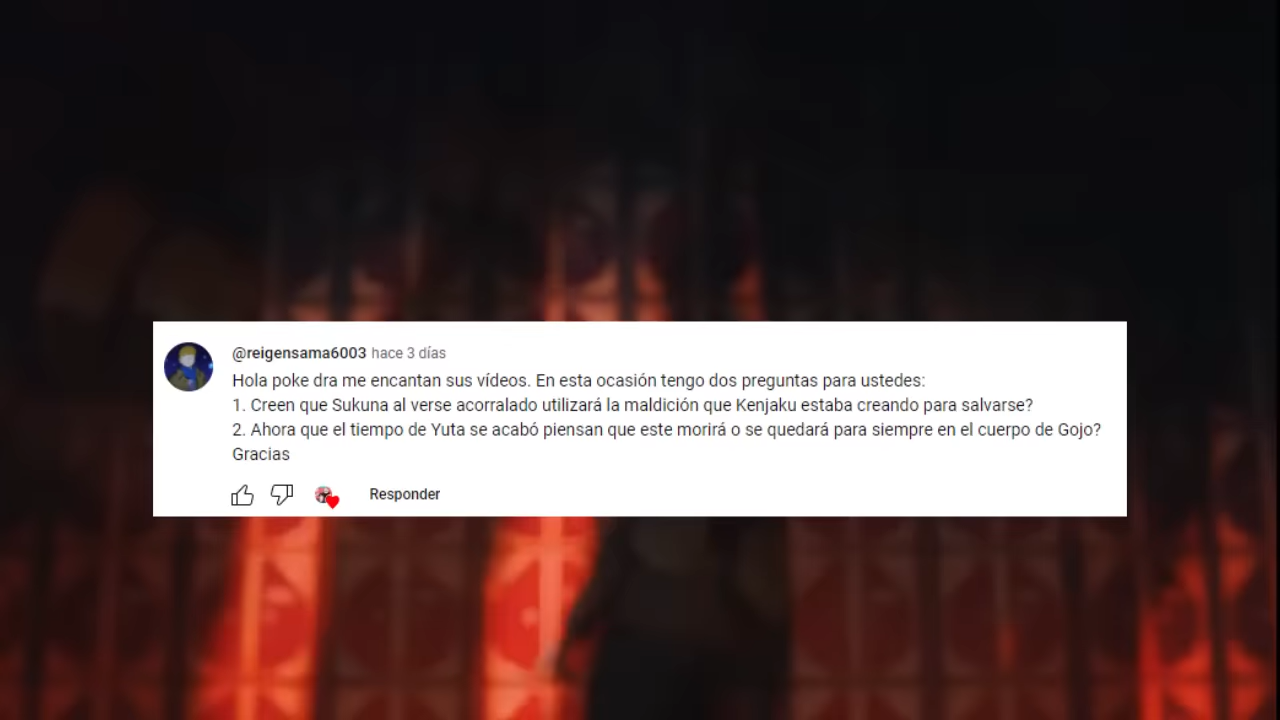 @reigensama6003 hace 3 días
Hola poke dra me encantan sus vídeos. En esta ocasión tengo dos preguntas para ustedes:
1. Creen que Sukuna al verse acorralado utilizará la maldición que Kenjaku estaba creando para salvarse?
2. Ahora que el tiempo de Yuta se acabó piensan que este morirá o se quedará para siempre en el cuerpo de Gojo?
Gracias
Responder